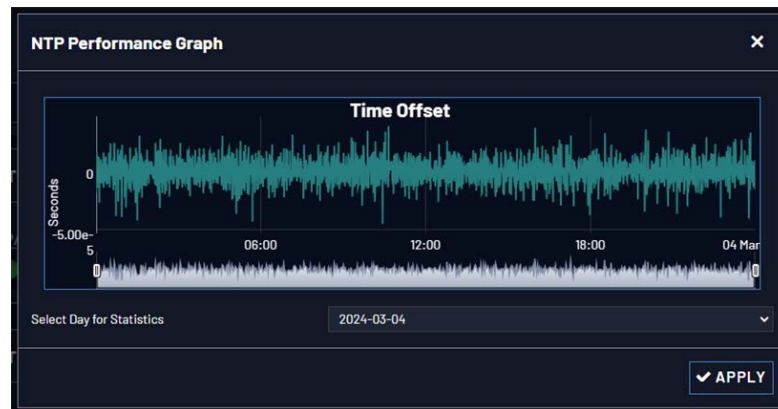 NTP Performance Graph
Time Offset
Seconds
0
-5.00e-
5
06:00 12:00 18:00 04 Mar
Select Day for Statistics 2024-03-04
APPLY